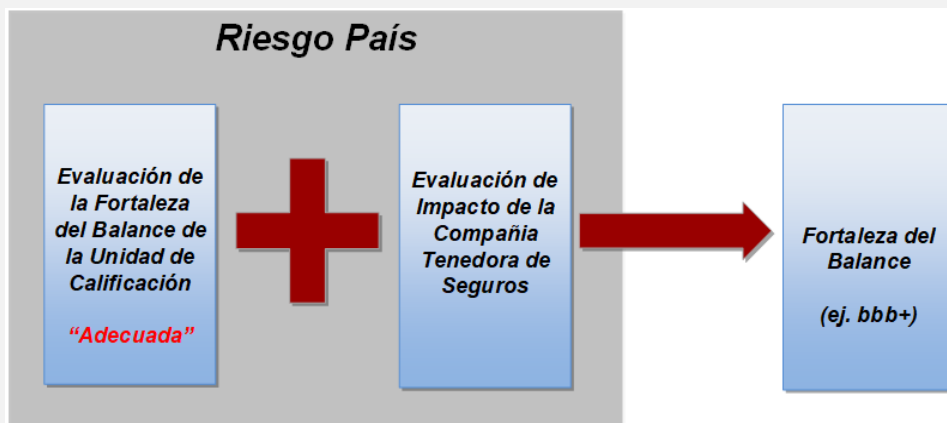 Riesgo País
Evaluación de
la Fortaleza
del Balance de
la Unidad de
Calificación
“Adecuada”
Evaluación de
Impacto de la
Compañia
Tenedora de
Seguros
Fortaleza del
Balance
(ej. bbb+)